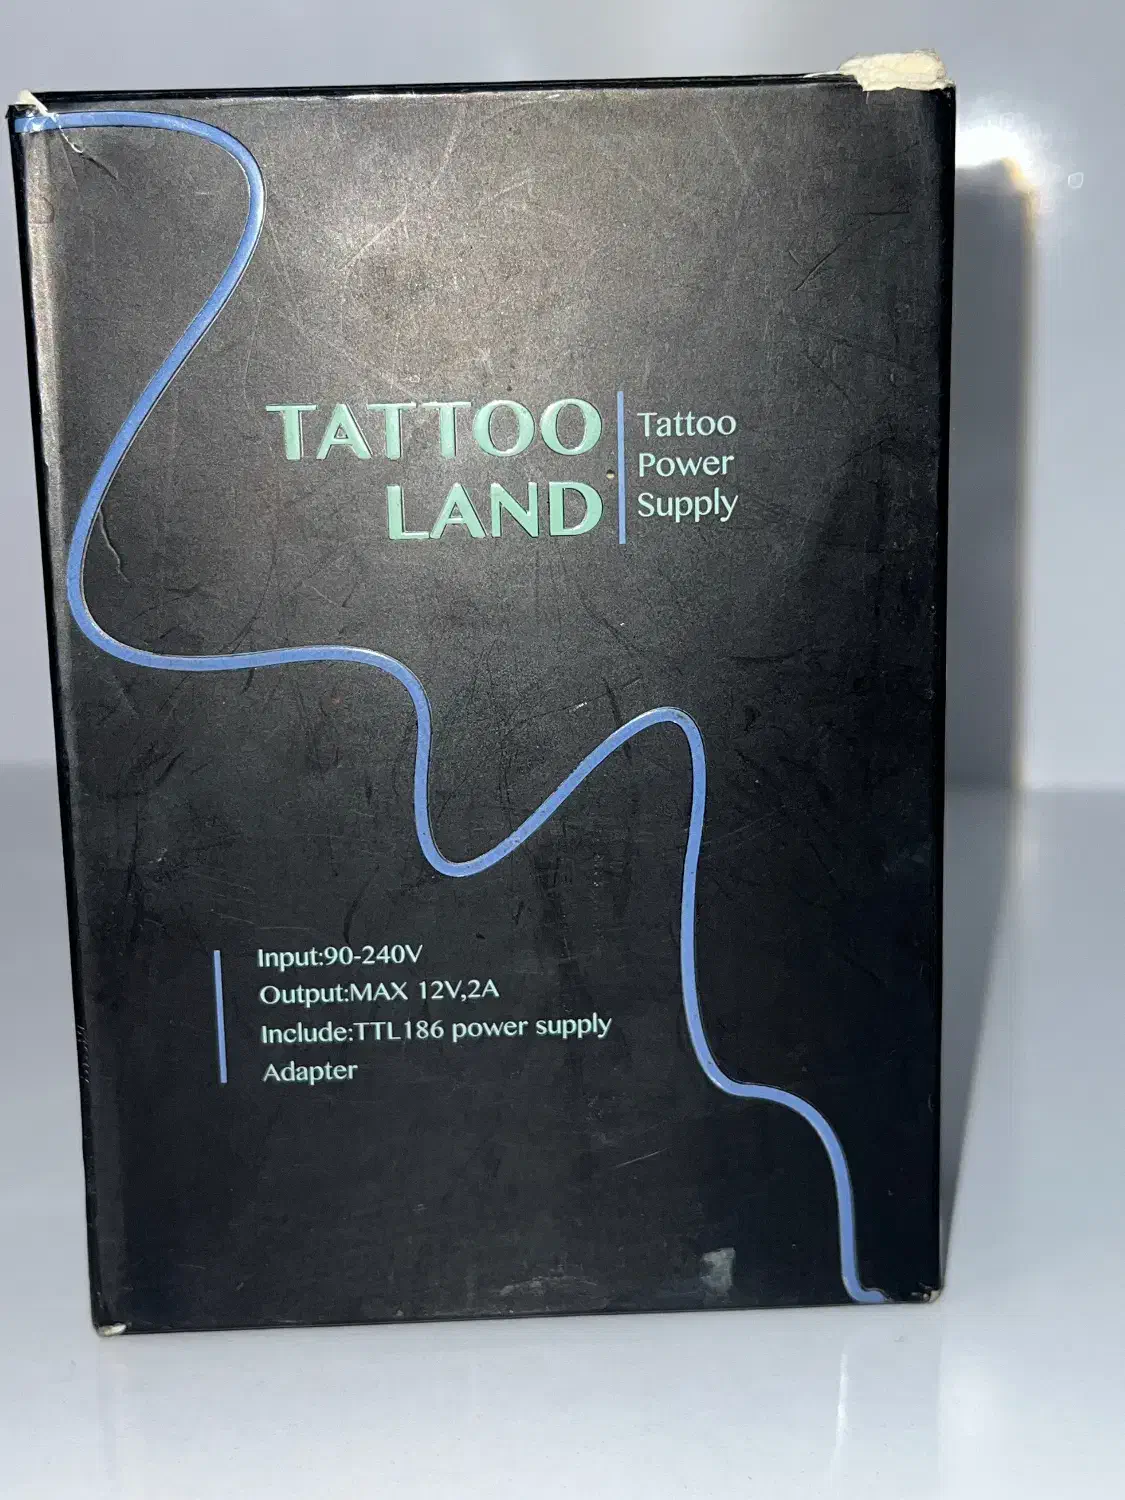 TATTOO
LAND
Tattoo
Power
Supply
Input:90-240V
Output:MAX 12V,2A
Include:TTL186 power supply
Adapter